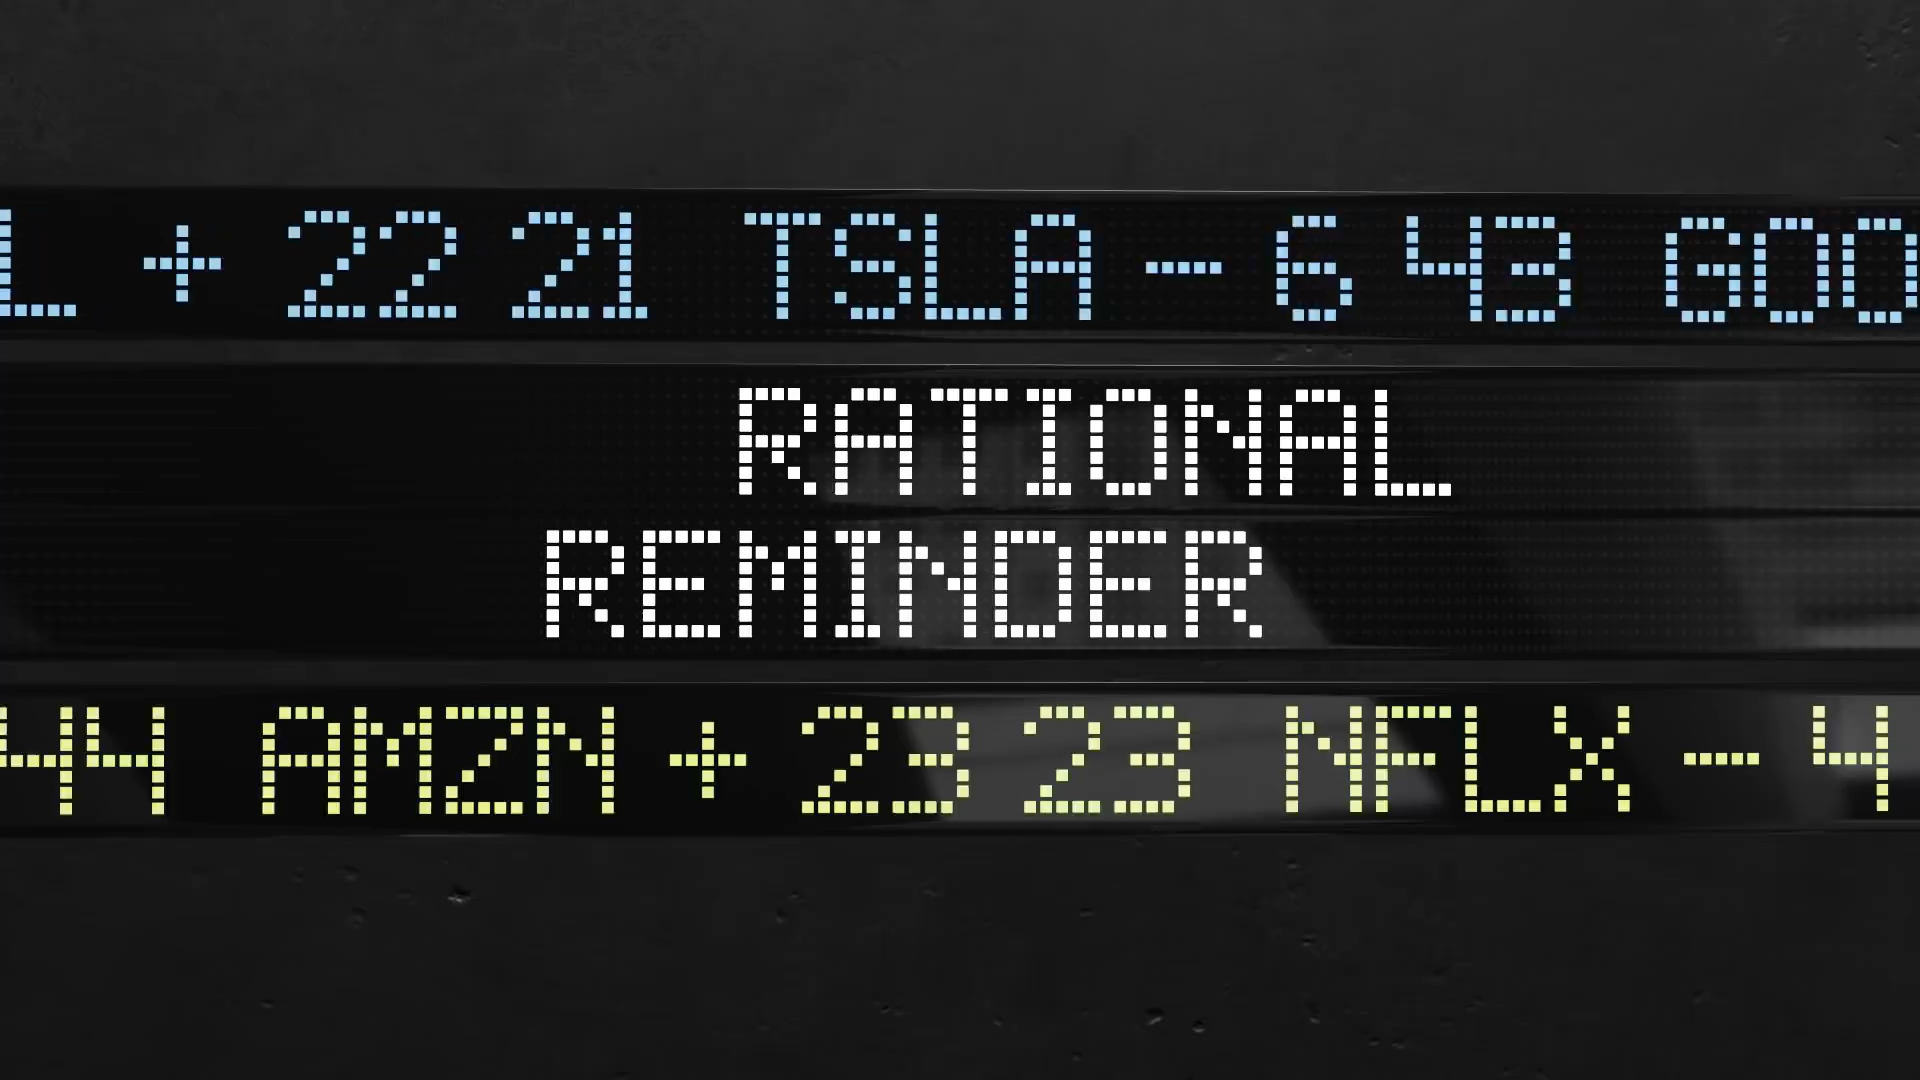 L + 22 21 TSLA - 6 43 GOO
RATIONAL
REMINDER
44 AMZN + 23 23 NFLX - 4